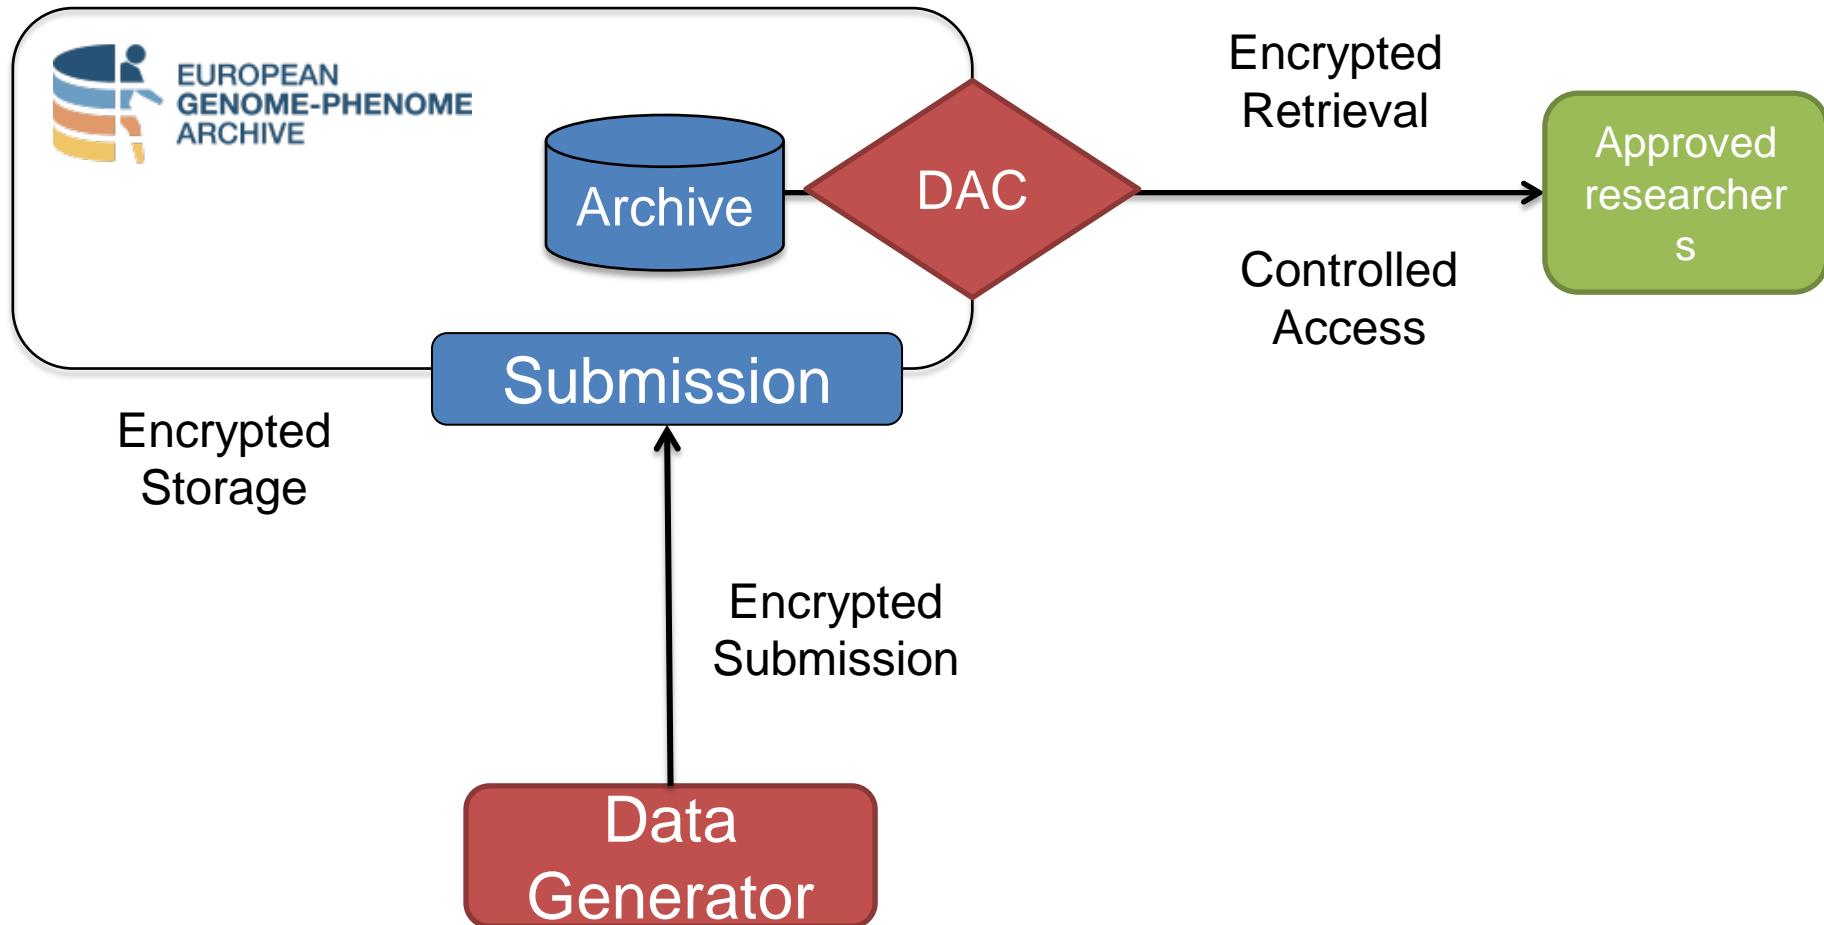 EUROPEAN
GENOME-PHENOME
ARCHIVE
Archive
DAC
Encrypted
Retrieval
Approved
researcher
s
Controlled
Access
Submission
Encrypted
Storage
Encrypted
Submission
Data
Generator